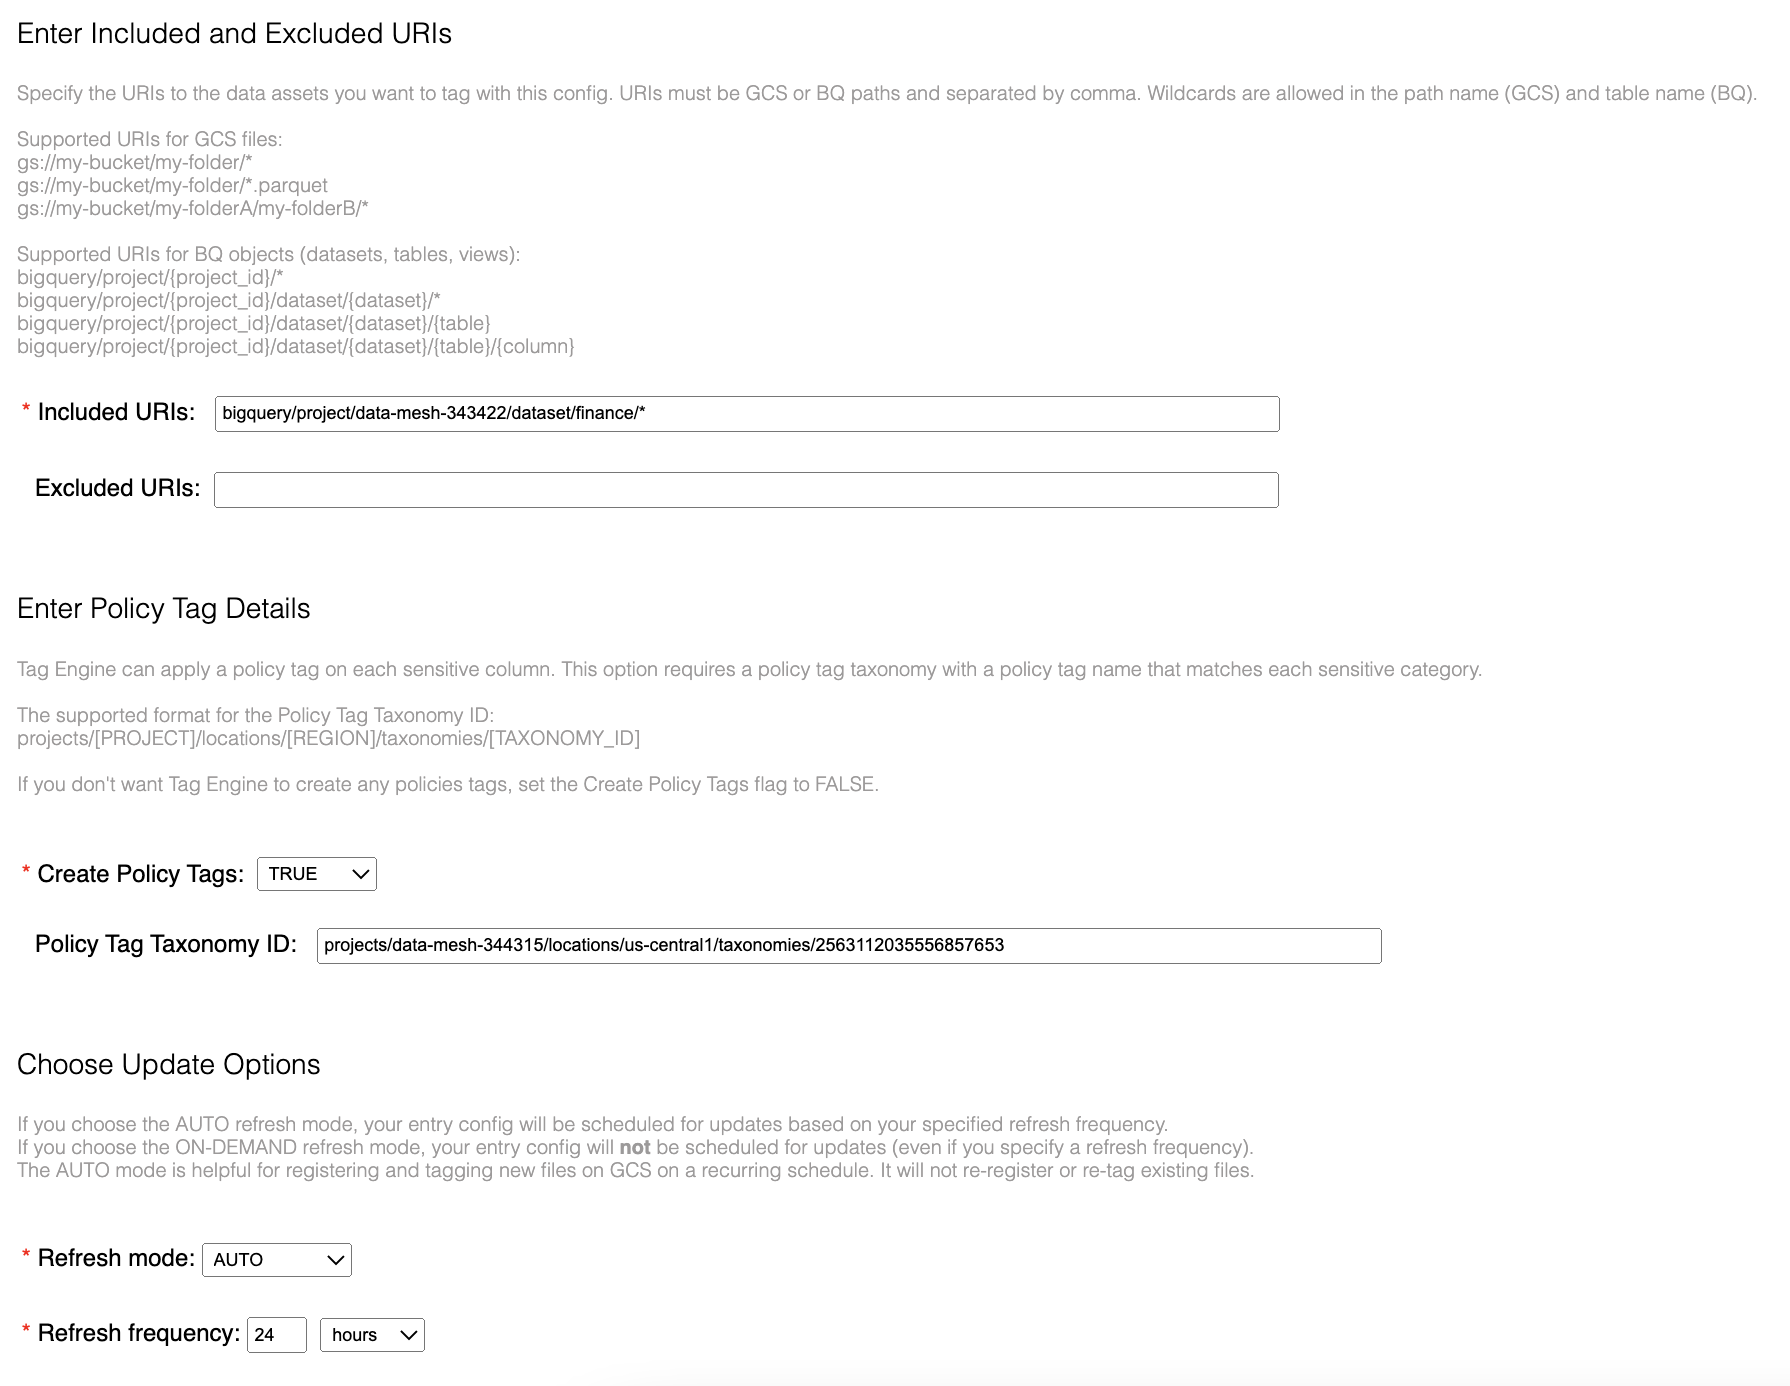 Enter Included and Excluded URIs
Specify the URIs to the data assets you want to tag with this config. URIs must be GCS or BQ paths and separated by comma. Wildcards are allowed in the path name (GCS) and table name (BQ).
Supported URIs for GCS files:
gs://my-bucket/my-folder/*
gs://my-bucket/my-folder/*.parquet
gs://my-bucket/my-folderA/my-folderB/*
Supported URIs for BQ objects (datasets, tables, views):
bigquery/project/{project_id}/*
bigquery/project/{project_id}/dataset/{dataset}/*
bigquery/project/{project_id}/dataset/{dataset}/{table}
bigquery/project/{project_id}/dataset/{dataset}/{table}/{column}
* Included URIs: bigquery/project/data-mesh-343422/dataset/finance/*
Excluded URIs:
Enter Policy Tag Details
Tag Engine can apply a policy tag on each sensitive column. This option requires a policy tag taxonomy with a policy tag name that matches each sensitive category.
The supported format for the Policy Tag Taxonomy ID:
projects/[PROJECT]/locations/[REGION]/taxonomies/[TAXONOMY_ID]
If you don't want Tag Engine to create any policies tags, set the Create Policy Tags flag to FALSE.
* Create Policy Tags: TRUE
Policy Tag Taxonomy ID: projects/data-mesh-344315/locations/us-central1/taxonomies/2563112035556857653
Choose Update Options
If you choose the AUTO refresh mode, your entry config will be scheduled for updates based on your specified refresh frequency.
If you choose the ON-DEMAND refresh mode, your entry config will not be scheduled for updates (even if you specify a refresh frequency).
The AUTO mode is helpful for registering and tagging new files on GCS on a recurring schedule. It will not re-register or re-tag existing files.
* Refresh mode: AUTO
* Refresh frequency: 24 hours